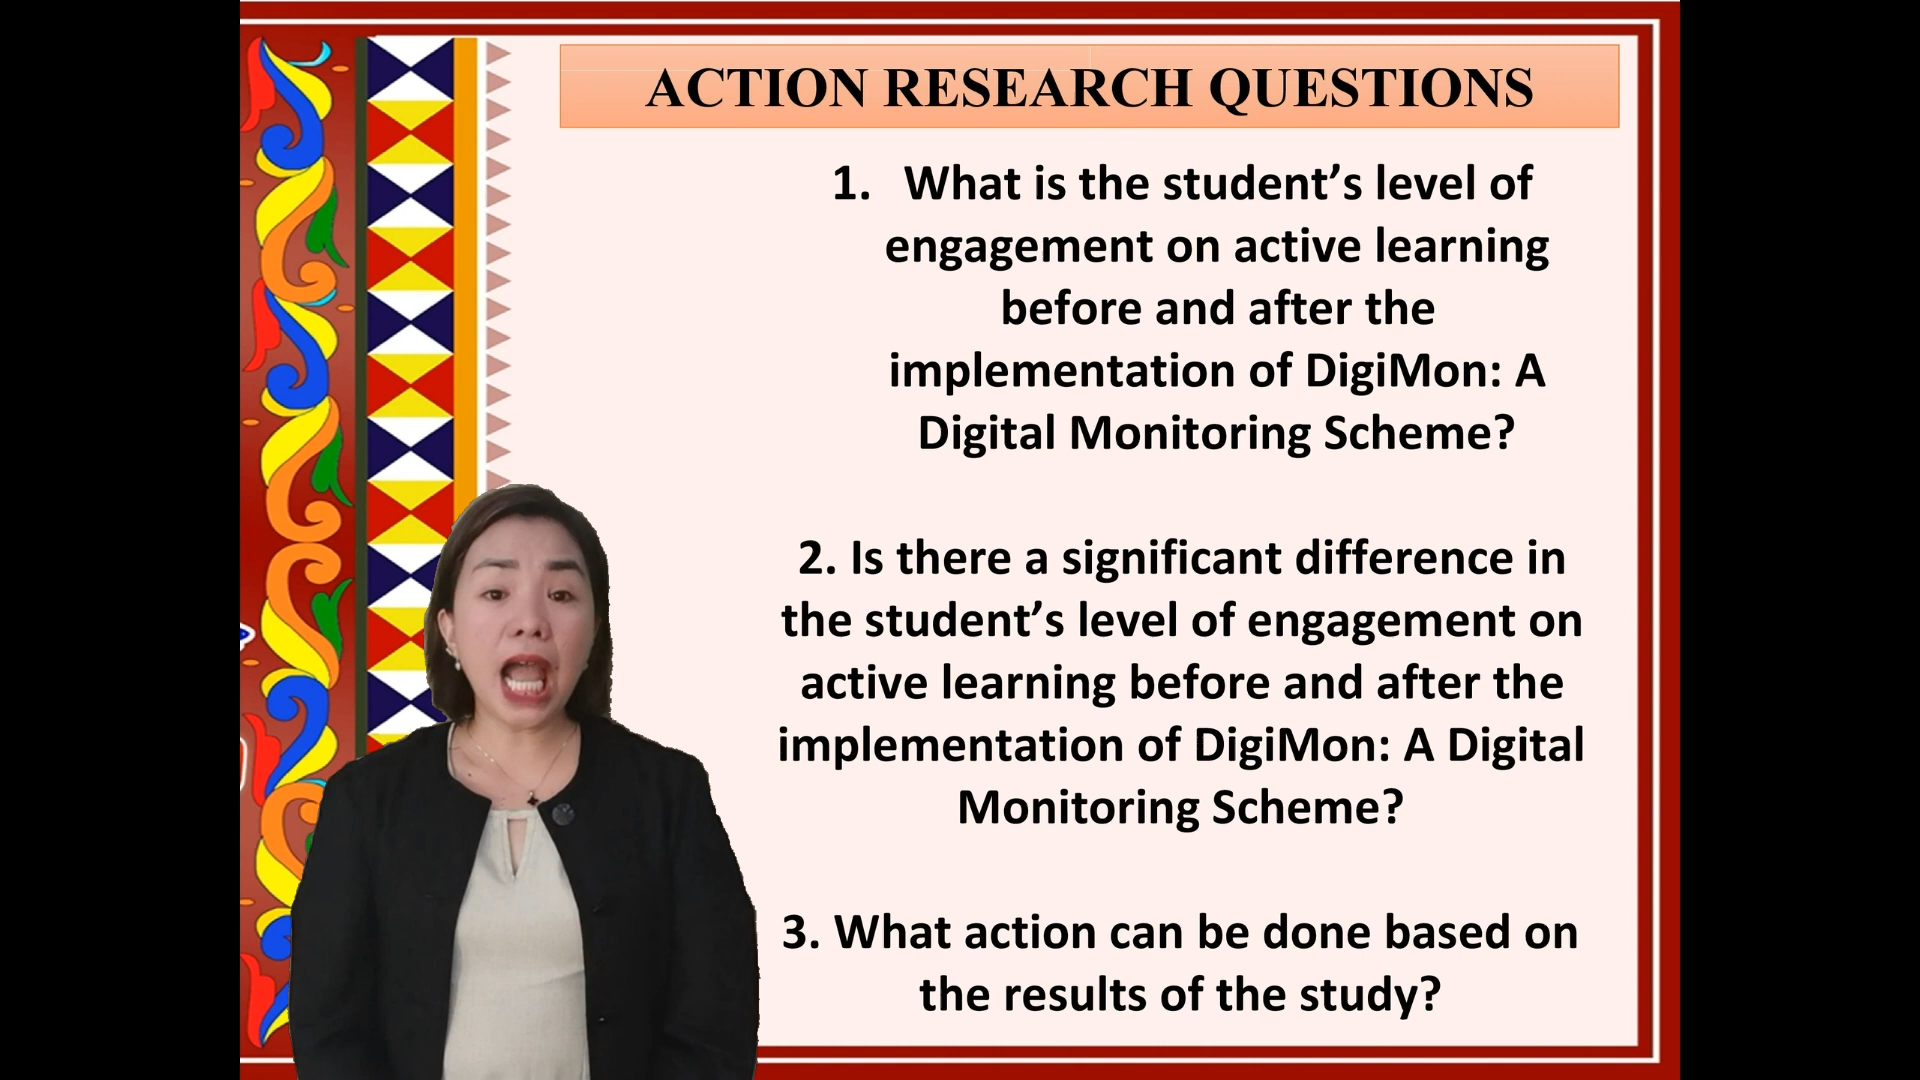 ACTION RESEARCH QUESTIONS
1. What is the student’s level of
engagement on active learning
before and after the
implementation of DigiMon: A
Digital Monitoring Scheme?
2. Is there a significant difference in
the student’s level of engagement on
active learning before and after the
implementation of DigiMon: A Digital
Monitoring Scheme?
3. What action can be done based on
the results of the study?